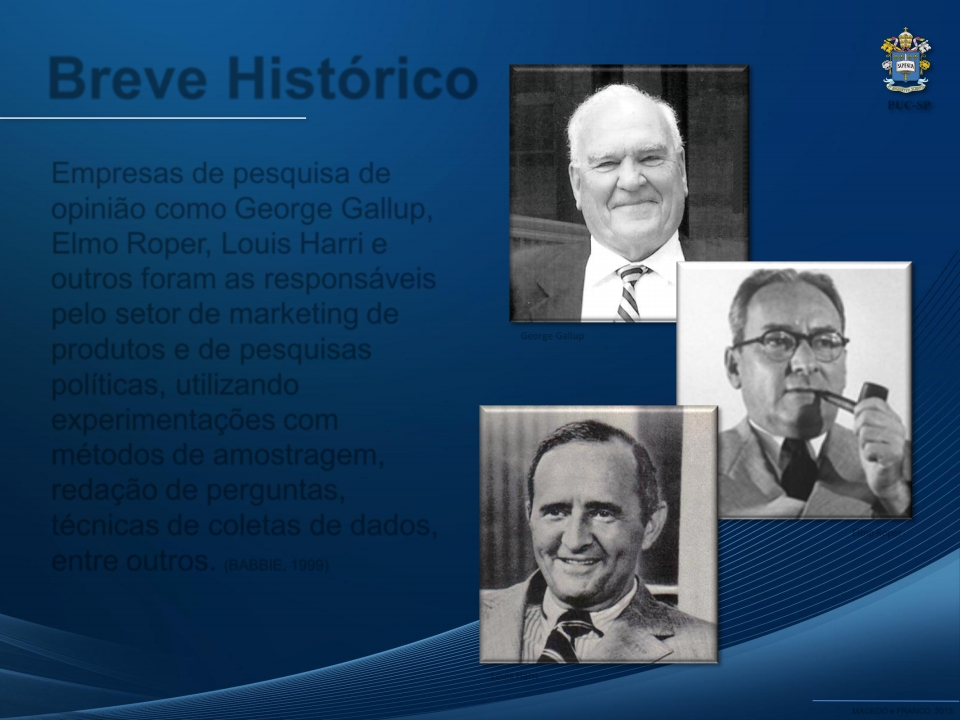 Breve Histórico
SAPIENTIA
PUC-SP
Empresas de pesquisa de
opinião como George Gallup,
Elmo Roper, Louis Harri e
outros foram as responsáveis
pelo setor de marketing de
produtos e de pesquisas
políticas, utilizando
experimentações com
métodos de amostragem,
redação de perguntas,
técnicas de coletas de dados,
entre outros. (BABBIE, 1999)
George Gallup